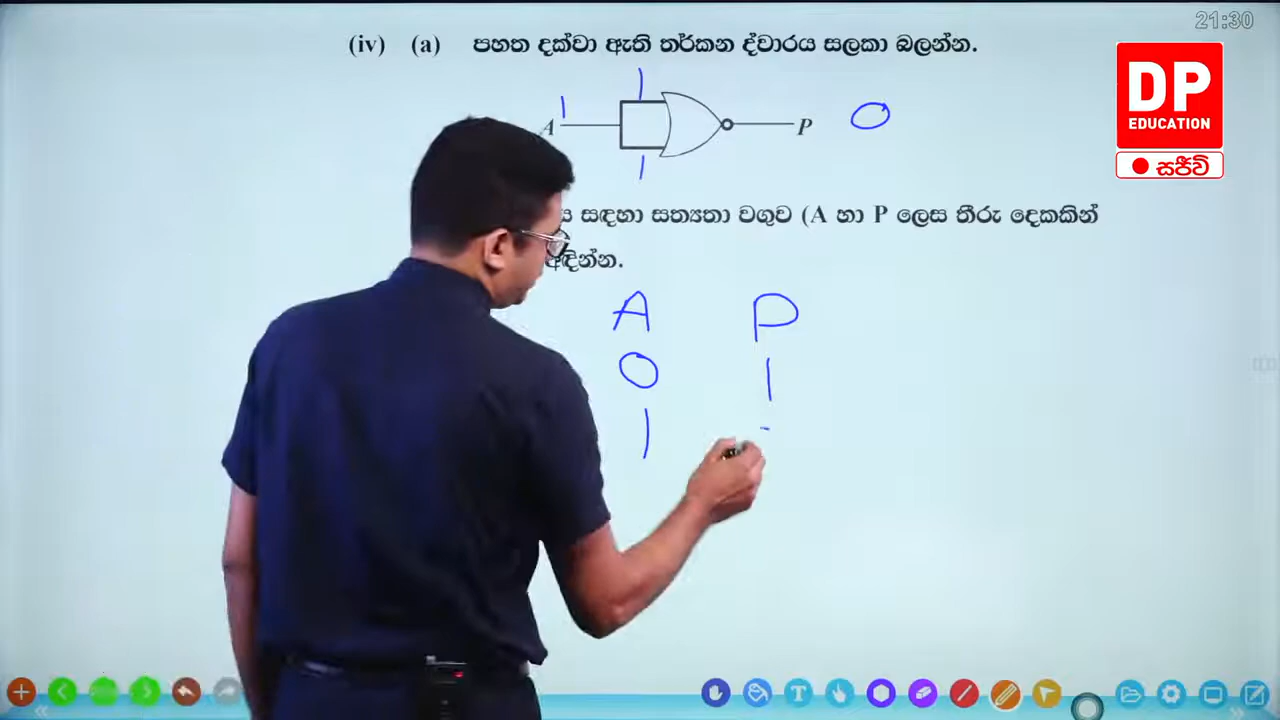 21:30
(iv) (a) පහත දක්වා ඇති තර්කන ද්වාරය සලකා බලන්න.
DP
EDUCATION
සජීවි
1
1
A
P
0
1
සඳහා සත්‍යතා වගුව (A හා P ලෙස තීරු දෙකකින්
අඳින්න.
A P
0 1
1